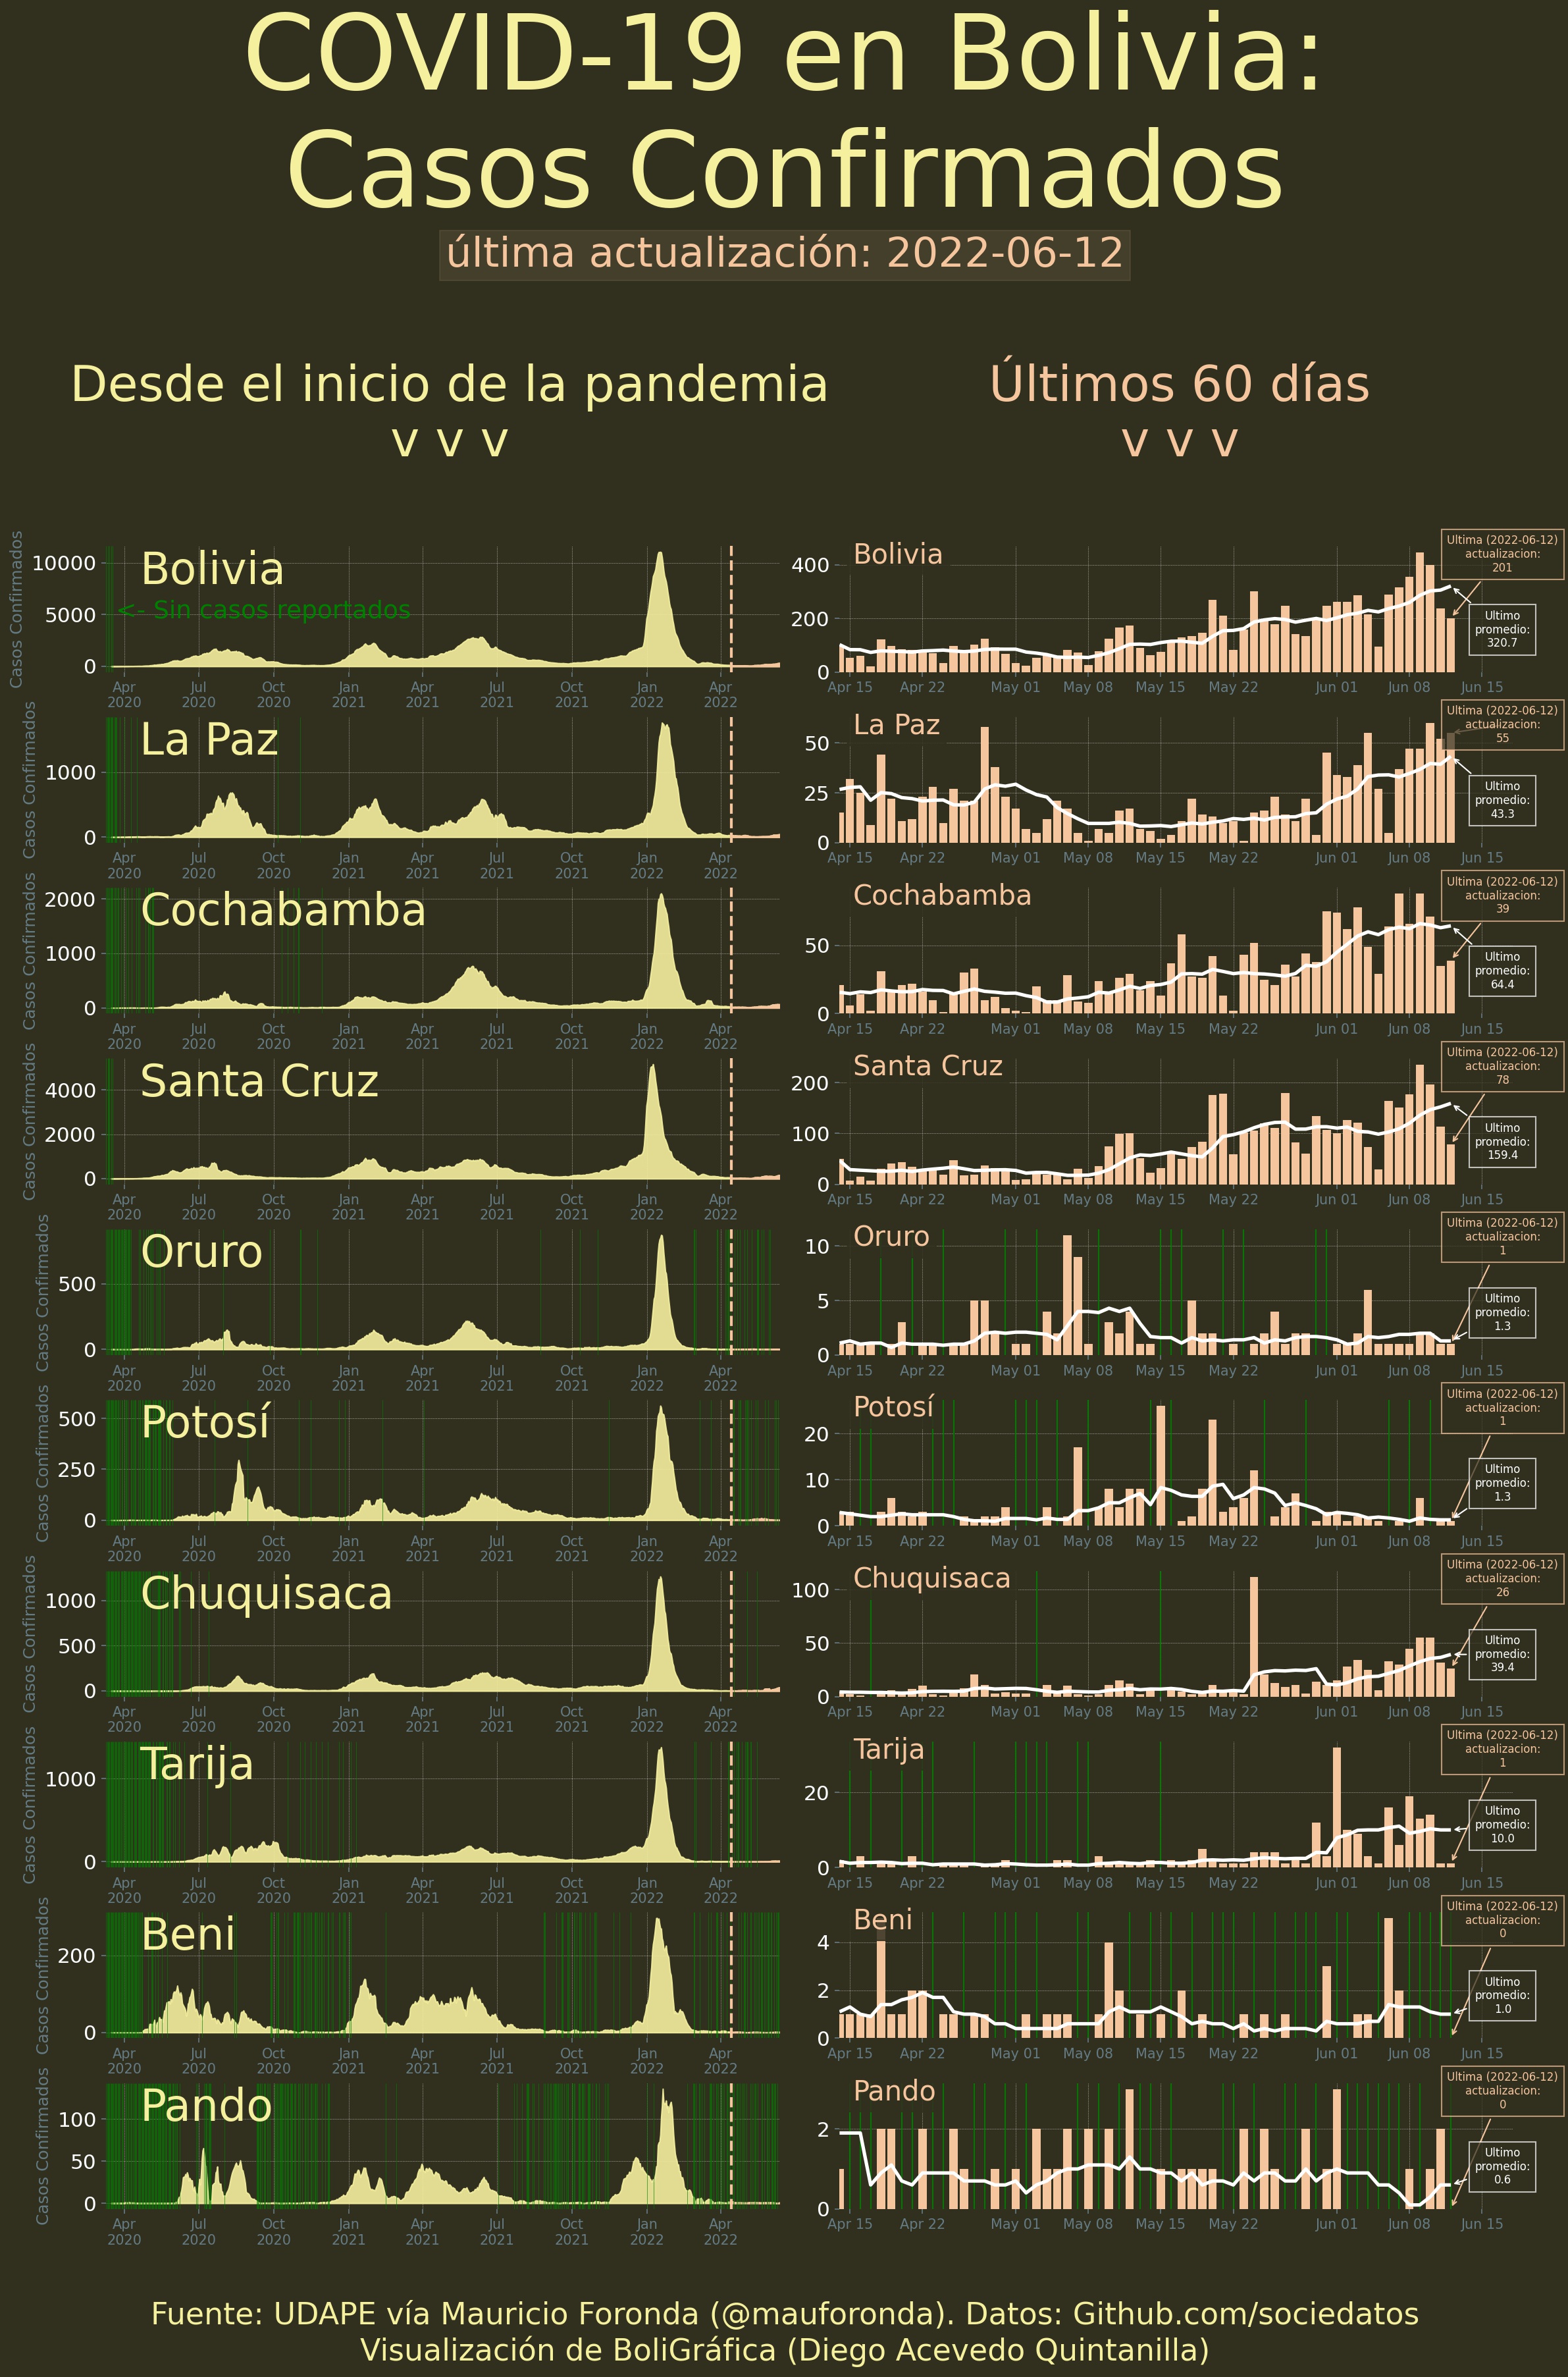 COVID-19 en Bolivia:
Casos Confirmados
última actualización: 2022-06-12
Desde el inicio de la pandemia
v v v
Últimos 60 días
v v v
Casos Confirmados
10000
5000
0
Bolivia
<- Sin casos reportados
Apr Jul Oct Jan Apr Jul Oct Jan Apr
2020 2020 2020 2021 2021 2021 2021 2022 2022
Bolivia
400
200
0
Apr 15 Apr 22 May 01 May 08 May 15 May 22 Jun 01 Jun 08 Jun 15
Ultima (2022-06-12)
actualizacion:
201
Ultimo
promedio:
320.7
Casos Confirmados
1000
0
La Paz
Apr Jul Oct Jan Apr Jul Oct Jan Apr
2020 2020 2020 2021 2021 2021 2021 2022 2022
La Paz
50
25
0
Apr 15 Apr 22 May 01 May 08 May 15 May 22 Jun 01 Jun 08 Jun 15
Ultima (2022-06-12)
actualizacion:
55
Ultimo
promedio:
43.3
Casos Confirmados
2000
1000
0
Cochabamba
Apr Jul Oct Jan Apr Jul Oct Jan Apr
2020 2020 2020 2021 2021 2021 2021 2022 2022
Cochabamba
50
0
Apr 15 Apr 22 May 01 May 08 May 15 May 22 Jun 01 Jun 08 Jun 15
Ultima (2022-06-12)
actualizacion:
39
Ultimo
promedio:
64.4
Casos Confirmados
4000
2000
0
Santa Cruz
Apr Jul Oct Jan Apr Jul Oct Jan Apr
2020 2020 2020 2021 2021 2021 2021 2022 2022
Santa Cruz
200
100
0
Apr 15 Apr 22 May 01 May 08 May 15 May 22 Jun 01 Jun 08 Jun 15
Ultima (2022-06-12)
actualizacion:
78
Ultimo
promedio:
159.4
Casos Confirmados
500
0
Oruro
Apr Jul Oct Jan Apr Jul Oct Jan Apr
2020 2020 2020 2021 2021 2021 2021 2022 2022
Oruro
10
5
0
Apr 15 Apr 22 May 01 May 08 May 15 May 22 Jun 01 Jun 08 Jun 15
Ultima (2022-06-12)
actualizacion:
1
Ultimo
promedio:
1.3
Casos Confirmados
500
250
0
Potosí
Apr Jul Oct Jan Apr Jul Oct Jan Apr
2020 2020 2020 2021 2021 2021 2021 2022 2022
Potosí
20
10
0
Apr 15 Apr 22 May 01 May 08 May 15 May 22 Jun 01 Jun 08 Jun 15
Ultima (2022-06-12)
actualizacion:
1
Ultimo
promedio:
1.3
Casos Confirmados
1000
500
0
Chuquisaca
Apr Jul Oct Jan Apr Jul Oct Jan Apr
2020 2020 2020 2021 2021 2021 2021 2022 2022
Chuquisaca
100
50
0
Apr 15 Apr 22 May 01 May 08 May 15 May 22 Jun 01 Jun 08 Jun 15
Ultima (2022-06-12)
actualizacion:
26
Ultimo
promedio:
39.4
Casos Confirmados
1000
0
Tarija
Apr Jul Oct Jan Apr Jul Oct Jan Apr
2020 2020 2020 2021 2021 2021 2021 2022 2022
Tarija
20
0
Apr 15 Apr 22 May 01 May 08 May 15 May 22 Jun 01 Jun 08 Jun 15
Ultima (2022-06-12)
actualizacion:
1
Ultimo
promedio:
10.0
Casos Confirmados
200
0
Beni
Apr Jul Oct Jan Apr Jul Oct Jan Apr
2020 2020 2020 2021 2021 2021 2021 2022 2022
Beni
4
2
0
Apr 15 Apr 22 May 01 May 08 May 15 May 22 Jun 01 Jun 08 Jun 15
Ultima (2022-06-12)
actualizacion:
0
Ultimo
promedio:
1.0
Casos Confirmados
100
50
0
Pando
Apr Jul Oct Jan Apr Jul Oct Jan Apr
2020 2020 2020 2021 2021 2021 2021 2022 2022
Pando
2
0
Apr 15 Apr 22 May 01 May 08 May 15 May 22 Jun 01 Jun 08 Jun 15
Ultima (2022-06-12)
actualizacion:
0
Ultimo
promedio:
0.6
Fuente: UDAPE vía Mauricio Foronda (@mauforonda). Datos: Github.com/sociedatos
Visualización de BoliGráfica (Diego Acevedo Quintanilla)